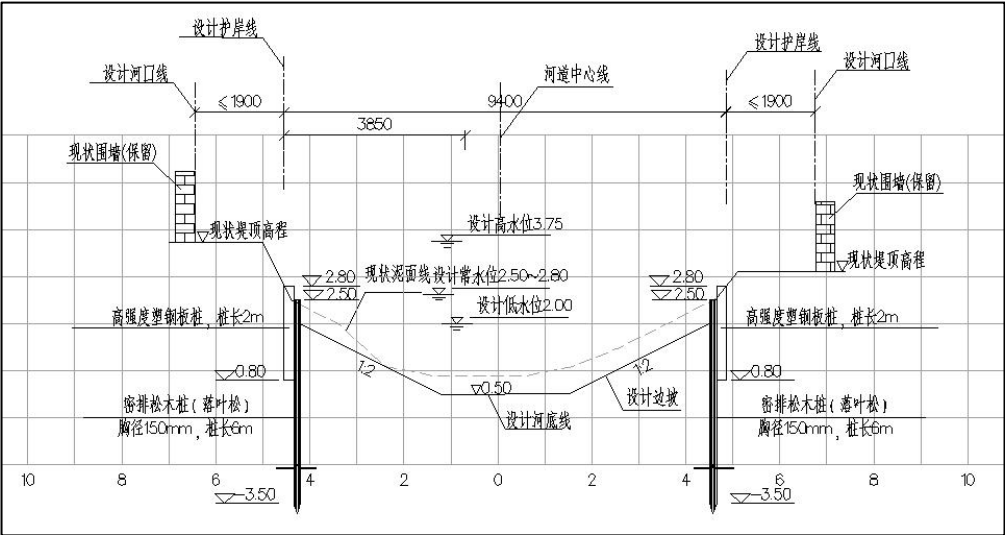 设计护岸线
设计护岸线
设计河口线
河道中心线
设计河口线
≤1900
9400
≤1900
3850
现状围墙(保留)
现状围墙(保留)
现状堤顶高程
设计高水位3.75
现状堤顶高程
2.80
现状泥面线
设计常水位2.50~2.80
2.80
2.50
2.50
设计低水位2.00
高强度塑钢板桩，桩长2m
高强度塑钢板桩，桩长2m
1:2
1:2
0.80
0.80
0.50
设计边坡
密排松木桩(落叶松)
胸径150mm，桩长6m
设计河底线
密排松木桩(落叶松)
胸径150mm，桩长6m
10 8 6 4 2 0 2 4 6 8 10
-3.50
-3.50